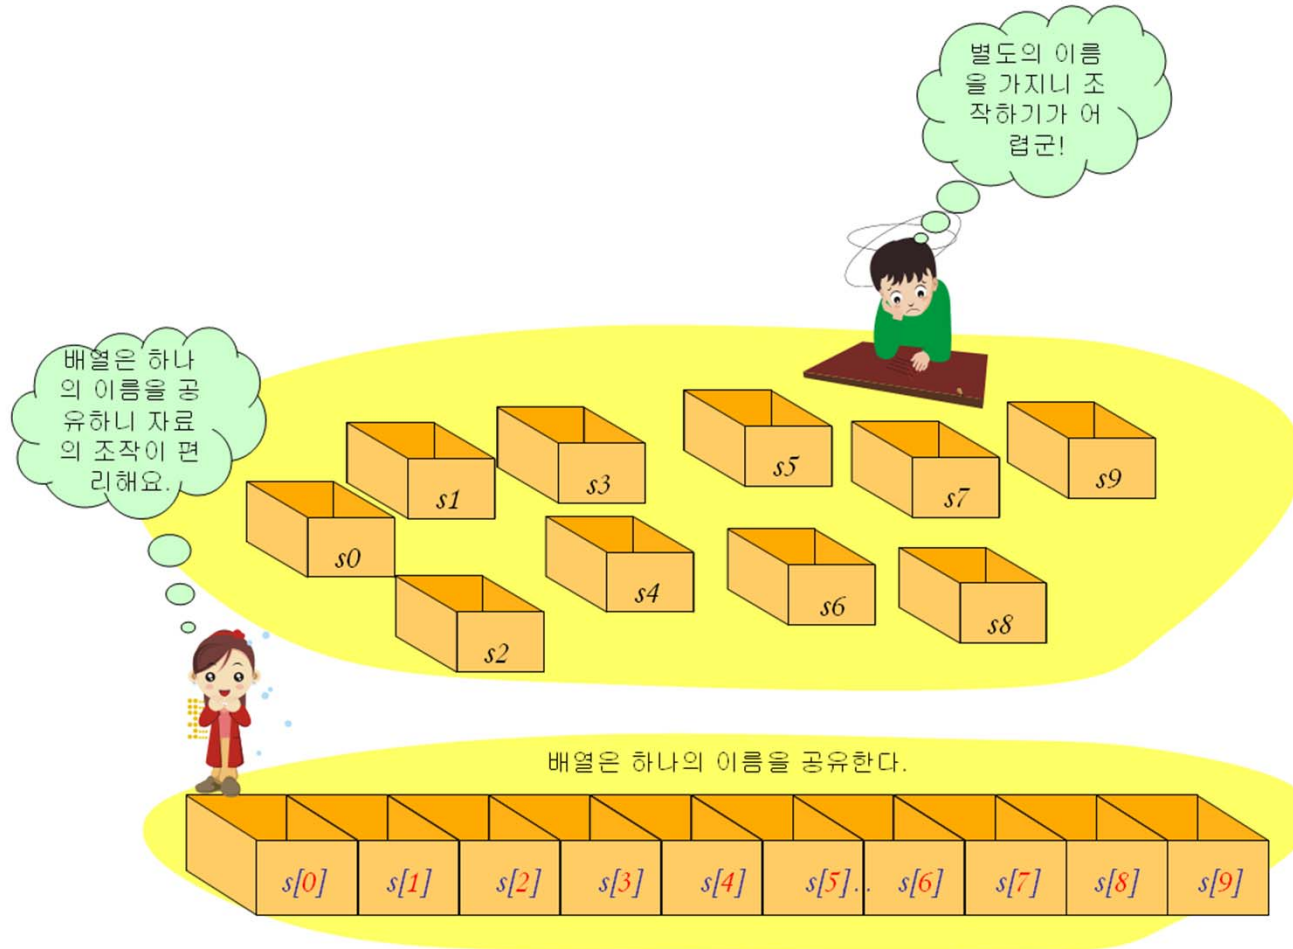 별도의 이름
을 가지니 조
작하기가 어
렵군!
배열은 하나
의 이름을 공
유하니 자료
의 조작이 편
리해요.
s5
s9
s3
s7
s1
s0
s4
s6
s8
s2
배열은 하나의 이름을 공유한다.
s[0] s[1] s[2] s[3] s[4] s[5].. s[6] s[7] s[8] s[9]